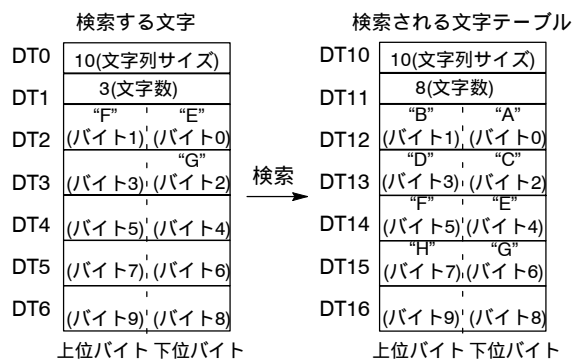 検索する文字
DT0 10(文字列サイズ)
DT1 3(文字数)
“F” “E”
DT2 (バイト1) (バイト0)
“G”
DT3 (バイト3) (バイト2)
DT4 (バイト5) (バイト4)
DT5 (バイト7) (バイト6)
DT6 (バイト9) (バイト8)
上位バイト 下位バイト
検索
検索される文字テーブル
DT10 10(文字列サイズ)
DT11 8(文字数)
“B” “A”
DT12 (バイト1) (バイト0)
“D” “C”
DT13 (バイト3) (バイト2)
“F” “E”
DT14 (バイト5) (バイト4)
“H” “G”
DT15 (バイト7) (バイト6)
DT16 (バイト9) (バイト8)
上位バイト 下位バイト